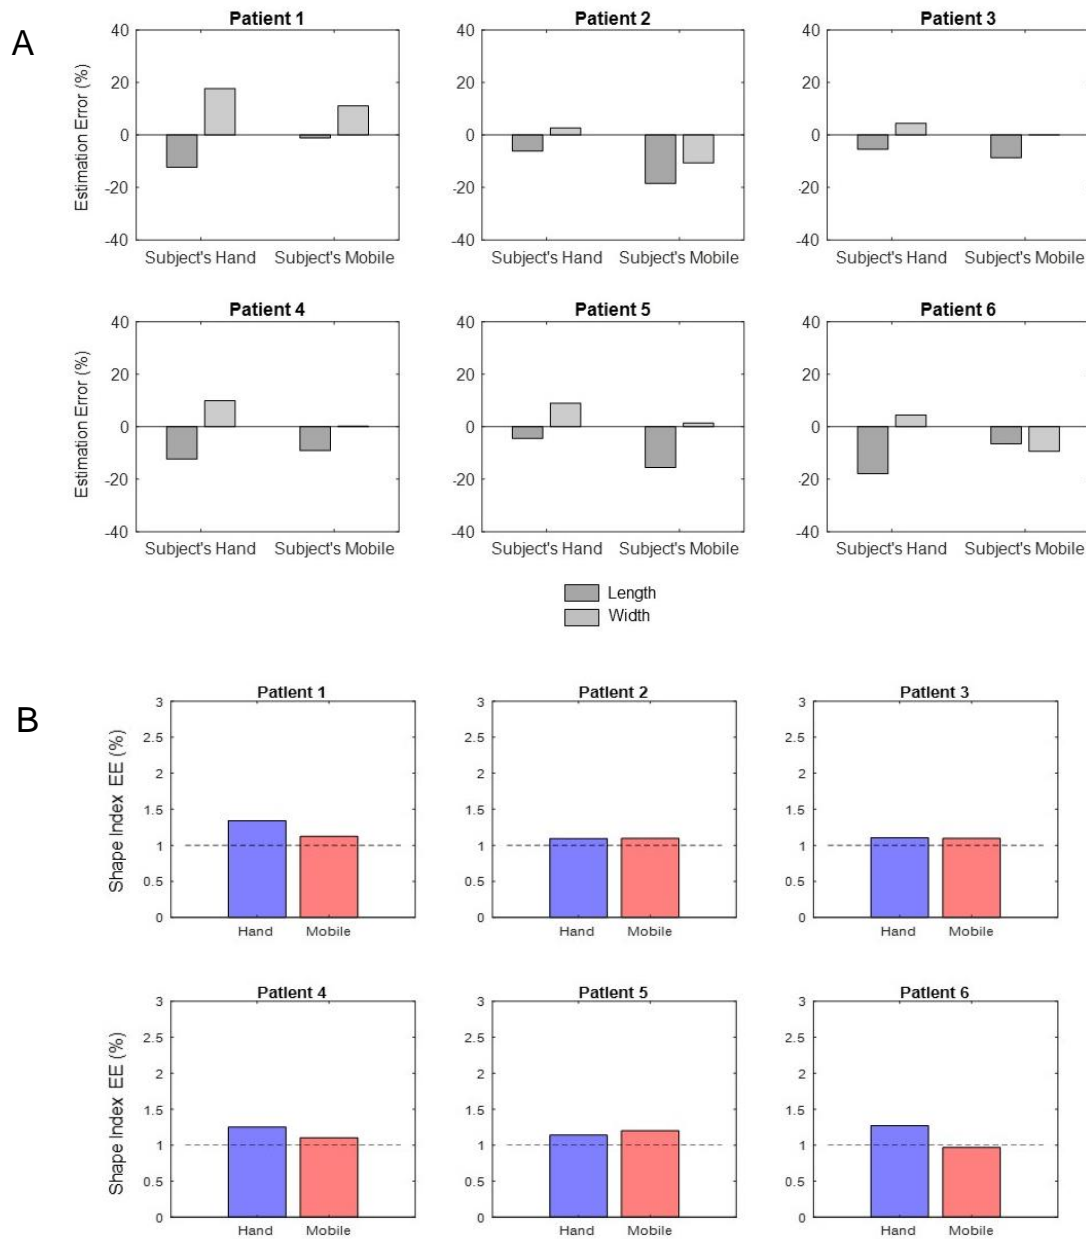 A
Patient 1
Patient 2
Patient 3
Estimation Error (%)
40
20
0
-20
-40
40
20
0
-20
-40
40
20
0
-20
-40
Subject's Hand
Subject's Mobile
Subject's Hand
Subject's Mobile
Subject's Hand
Subject's Mobile
Patient 4
Patient 5
Patient 6
Estimation Error (%)
40
20
0
-20
-40
40
20
0
-20
-40
40
20
0
-20
-40
Subject's Hand
Subject's Mobile
Subject's Hand
Subject's Mobile
Subject's Hand
Subject's Mobile
Length
Width
B
Patient 1
Patient 2
Patient 3
Shape Index EE (%)
3
2.5
2
1.5
1
0.5
0
3
2.5
2
1.5
1
0.5
0
3
2.5
2
1.5
1
0.5
0
Hand
Mobile
Hand
Mobile
Hand
Mobile
Patient 4
Patient 5
Patient 6
Shape Index EE (%)
3
2.5
2
1.5
1
0.5
0
3
2.5
2
1.5
1
0.5
0
3
2.5
2
1.5
1
0.5
0
Hand
Mobile
Hand
Mobile
Hand
Mobile